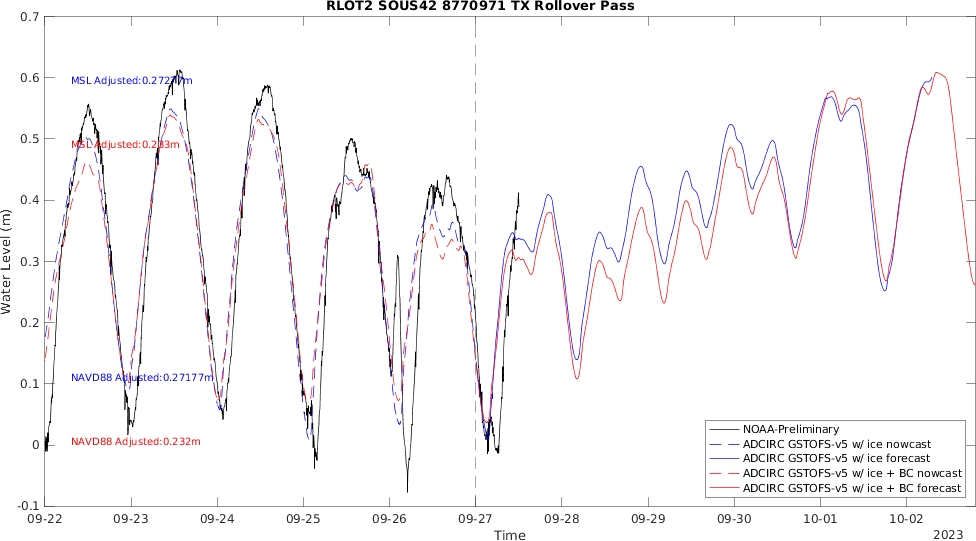 RLOT2 SOUS42 8770971 TX Rollover Pass
0.7
0.6
0.5
0.4
0.3
0.2
0.1
0
-0.1
Water Level (m)
MSL Adjusted:0.233m
NAVD88 Adjusted:0.27177m
NAVD88 Adjusted:0.232m
NOAA-Preliminary
ADCIRC GSTOFS-v5 w/ ice nowcast
ADCIRC GSTOFS-v5 w/ ice forecast
ADCIRC GSTOFS-v5 w/ ice + BC nowcast
ADCIRC GSTOFS-v5 w/ ice + BC forecast
09-22 09-23 09-24 09-25 09-26 09-27 09-28 09-29 09-30 10-01 10-02
Time
2023
MSL Adjusted: